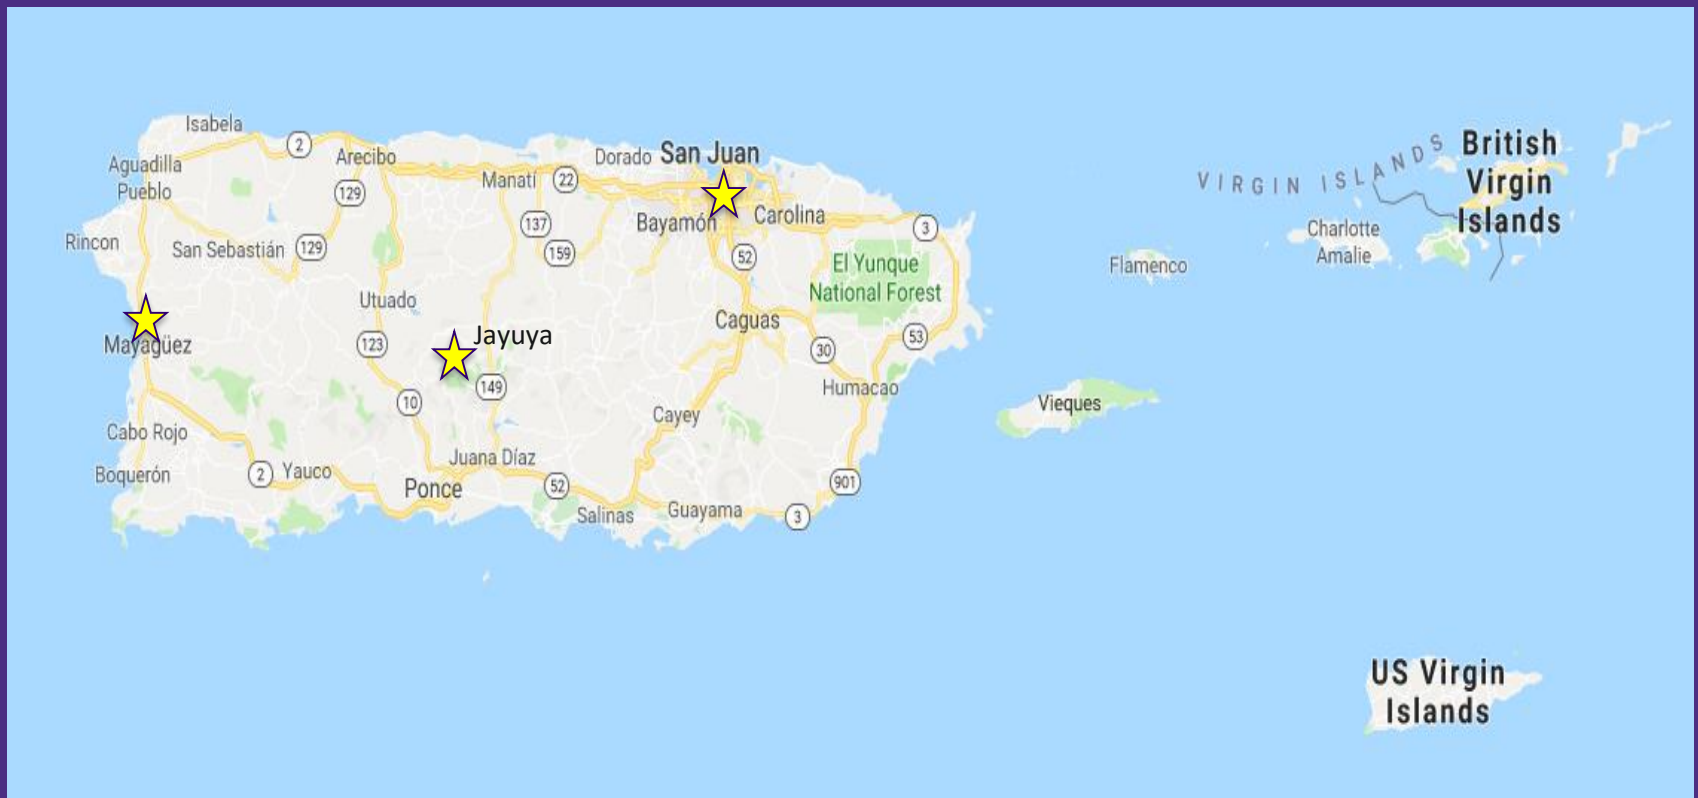 Isabela
2
Arecibo
Aguadilla
Pueblo
129
Manatí
22
Dorado
San Juan
Bayamón
Carolina
137
159
52
3
Rincon
San Sebastián
129
El Yunque
National Forest
Utuado
Caguas
Mayagüez
123
Jayuya
149
10
30
53
Humacao
Cayey
Cabo Rojo
Boquerón
2
Yauco
Juana Díaz
Ponce
52
Salinas
Guayama
901
3
Vieques
Flamenco
VIRGIN ISLANDS
British
Virgin
Islands
Charlotte
Amalie
US Virgin
Islands